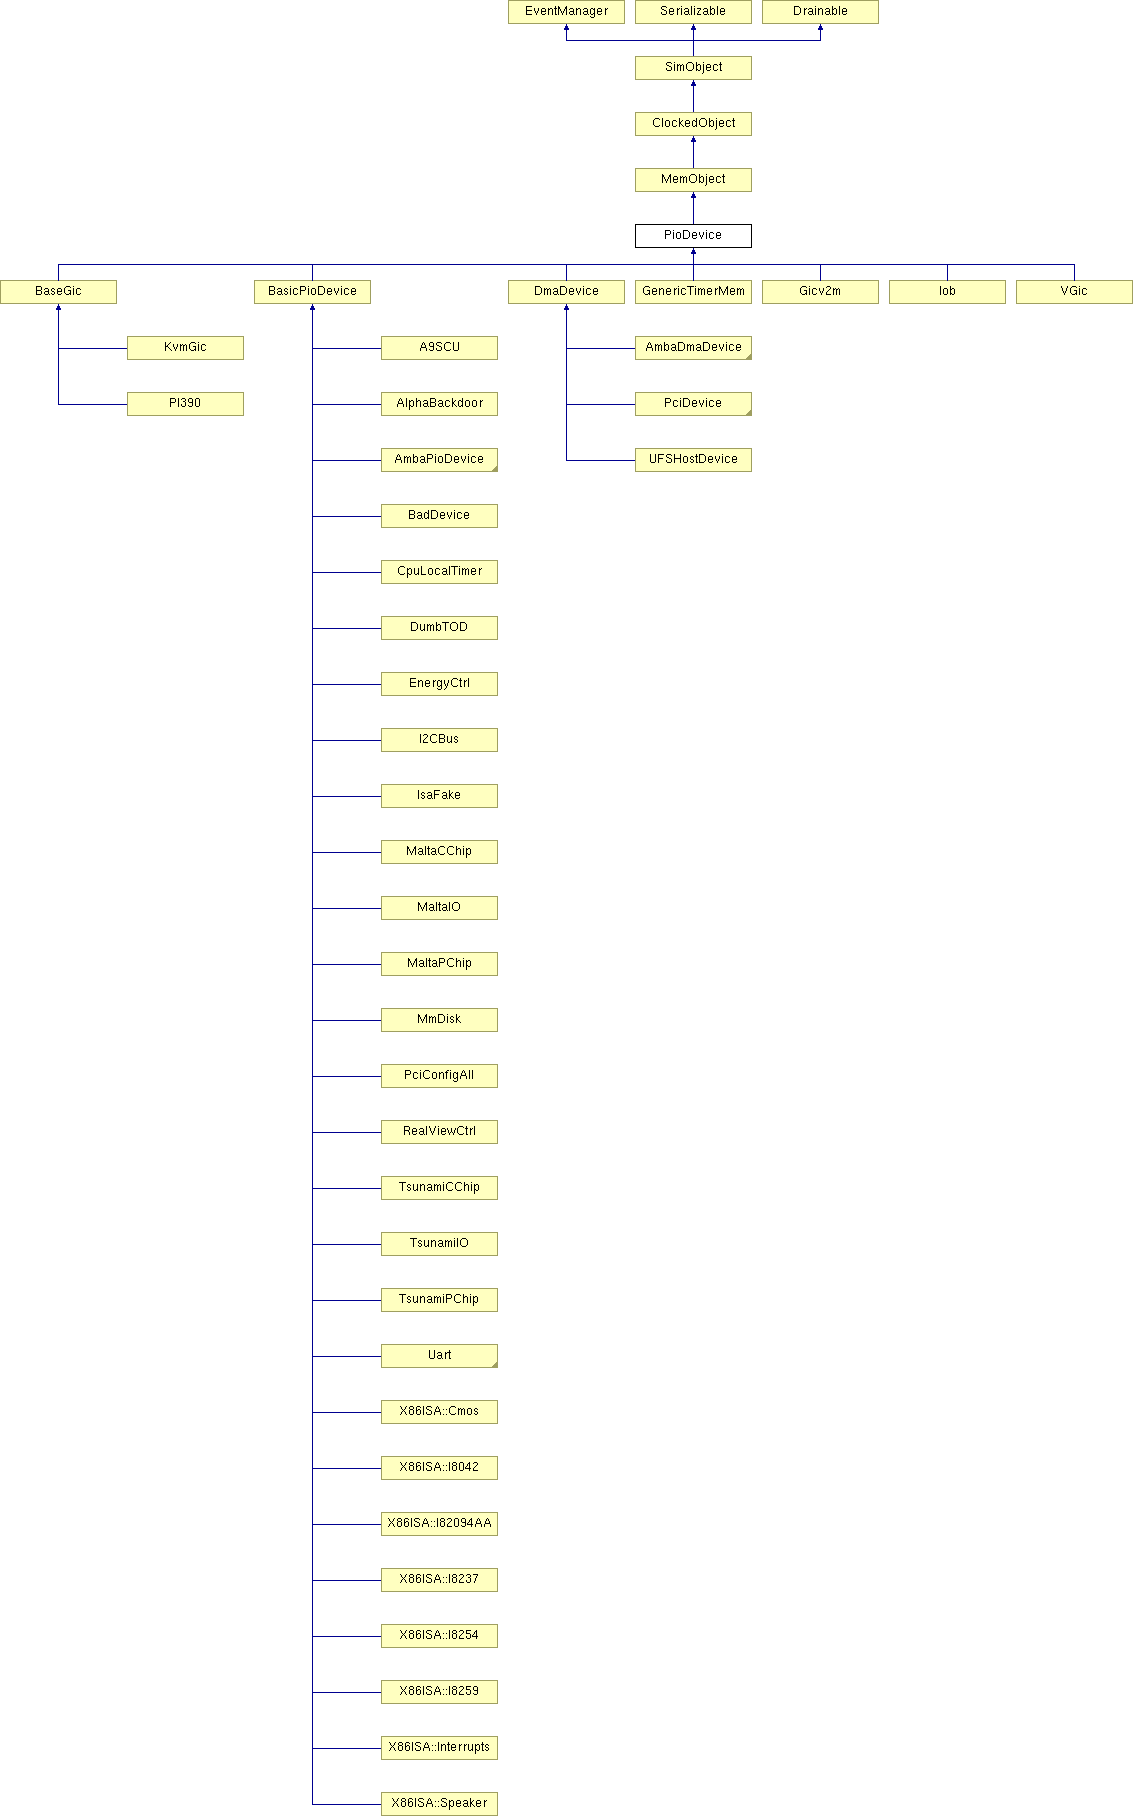 EventManager Serializable Drainable
SimObject
ClockedObject
MemObject
PioDevice
BaseGic BasicPioDevice DmaDevice GenericTimerMem Gicv2m Iob VGic
KvmGic A9SCU AmbaDmaDevice
Pl390 AlphaBackdoor PciDevice
AmbaPioDevice UFSHostDevice
BadDevice
CpuLocalTimer
DumbTOD
EnergyCtrl
I2CBus
IsaFake
MaltaCChip
MaltaIO
MaltaPChip
MmDisk
PciConfigAll
RealViewCtrl
TsunamiCChip
TsunamiIO
TsunamiPChip
Uart
X86ISA::Cmos
X86ISA::I8042
X86ISA::I82094AA
X86ISA::I8237
X86ISA::I8254
X86ISA::I8259
X86ISA::Interrupts
X86ISA::Speaker